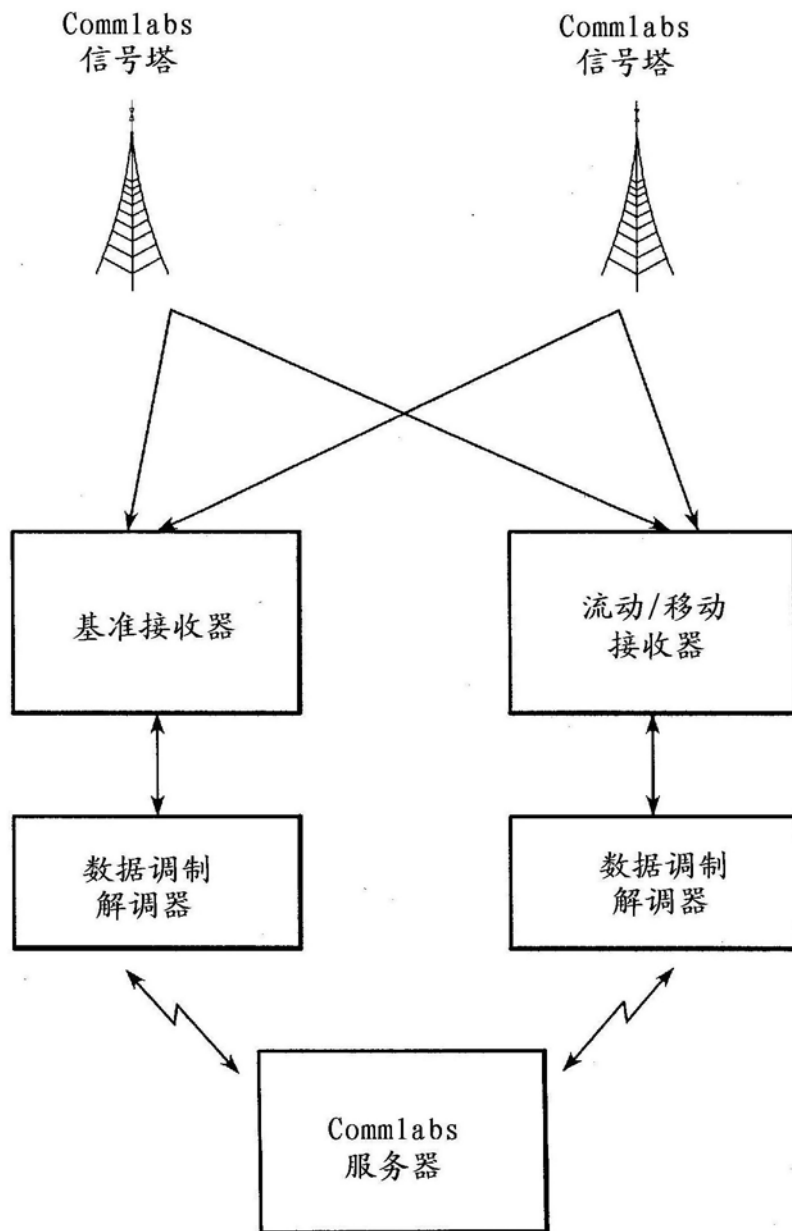 Commlabs
信号塔
Commlabs
信号塔
基准接收器
流动/移动
接收器
数据调制
解调器
数据调制
解调器
Commlabs
服务器